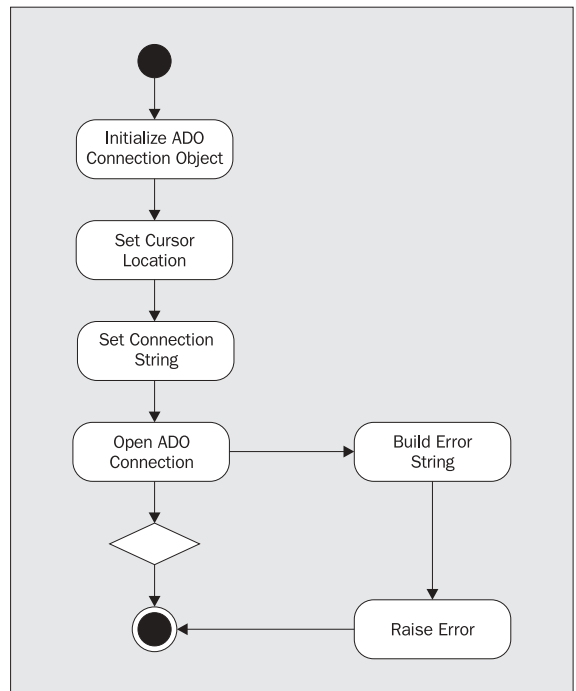 Initialize ADO
Connection Object
Set Cursor
Location
Set Connection
String
Open ADO
Connection
Build Error
String
Raise Error